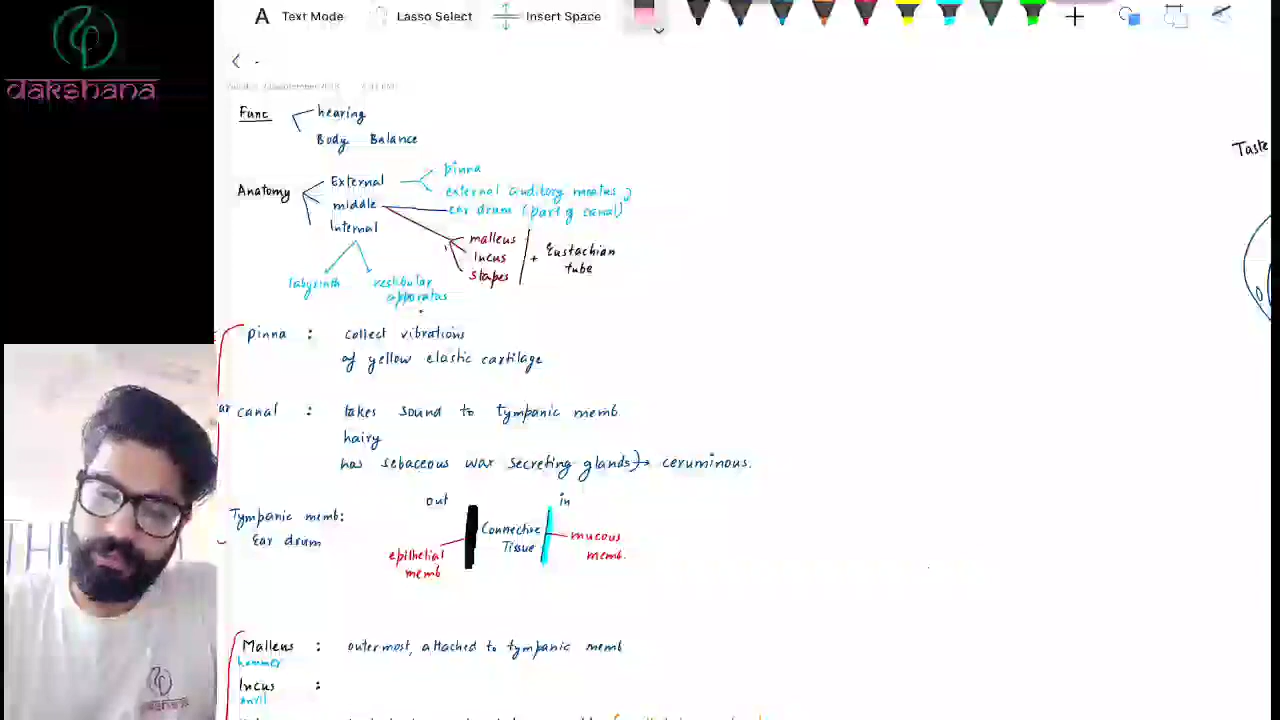 A Text Mode Lasso Select Insert Space
dakshana
Func hearing
Body Balance
Taste
Anatomy External pinna
external auditory meatus
middle ear drum (part of canal)
Internal malleus
incus + Eustachian
stapes tube
labyrinth vestibular
apparatus
pinna : collect vibrations
of yellow elastic cartilage
ar canal : takes sound to tympanic memb.
hairy
has sebaceous wax secreting glands → ceruminous.
out in
Tympanic memb: Connective mucous
Ear drum Tissue memb.
epithelial
memb
Malleus : outermost, attached to tympanic memb
hammer
Incus :
anvil
dakshana